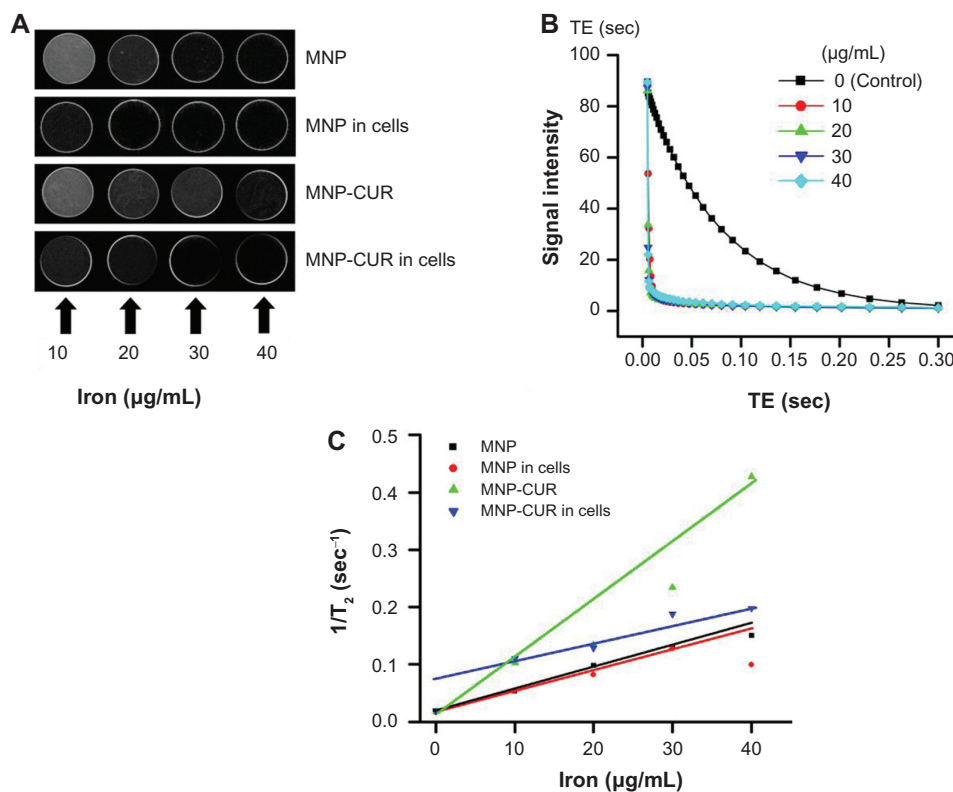 A
MNP
MNP in cells
MNP-CUR
MNP-CUR in cells
10 20 30 40
Iron (µg/mL)
B
TE (sec)
(µg/mL)
0 (Control)
10
20
30
40
Signal intensity
100
80
60
40
20
0
0.00 0.05 0.10 0.15 0.20 0.25 0.30
TE (sec)
C
MNP
MNP in cells
MNP-CUR
MNP-CUR in cells
1/T₂ (sec⁻¹)
0.5
0.4
0.3
0.2
0.1
0.0
0 10 20 30 40
Iron (µg/mL)